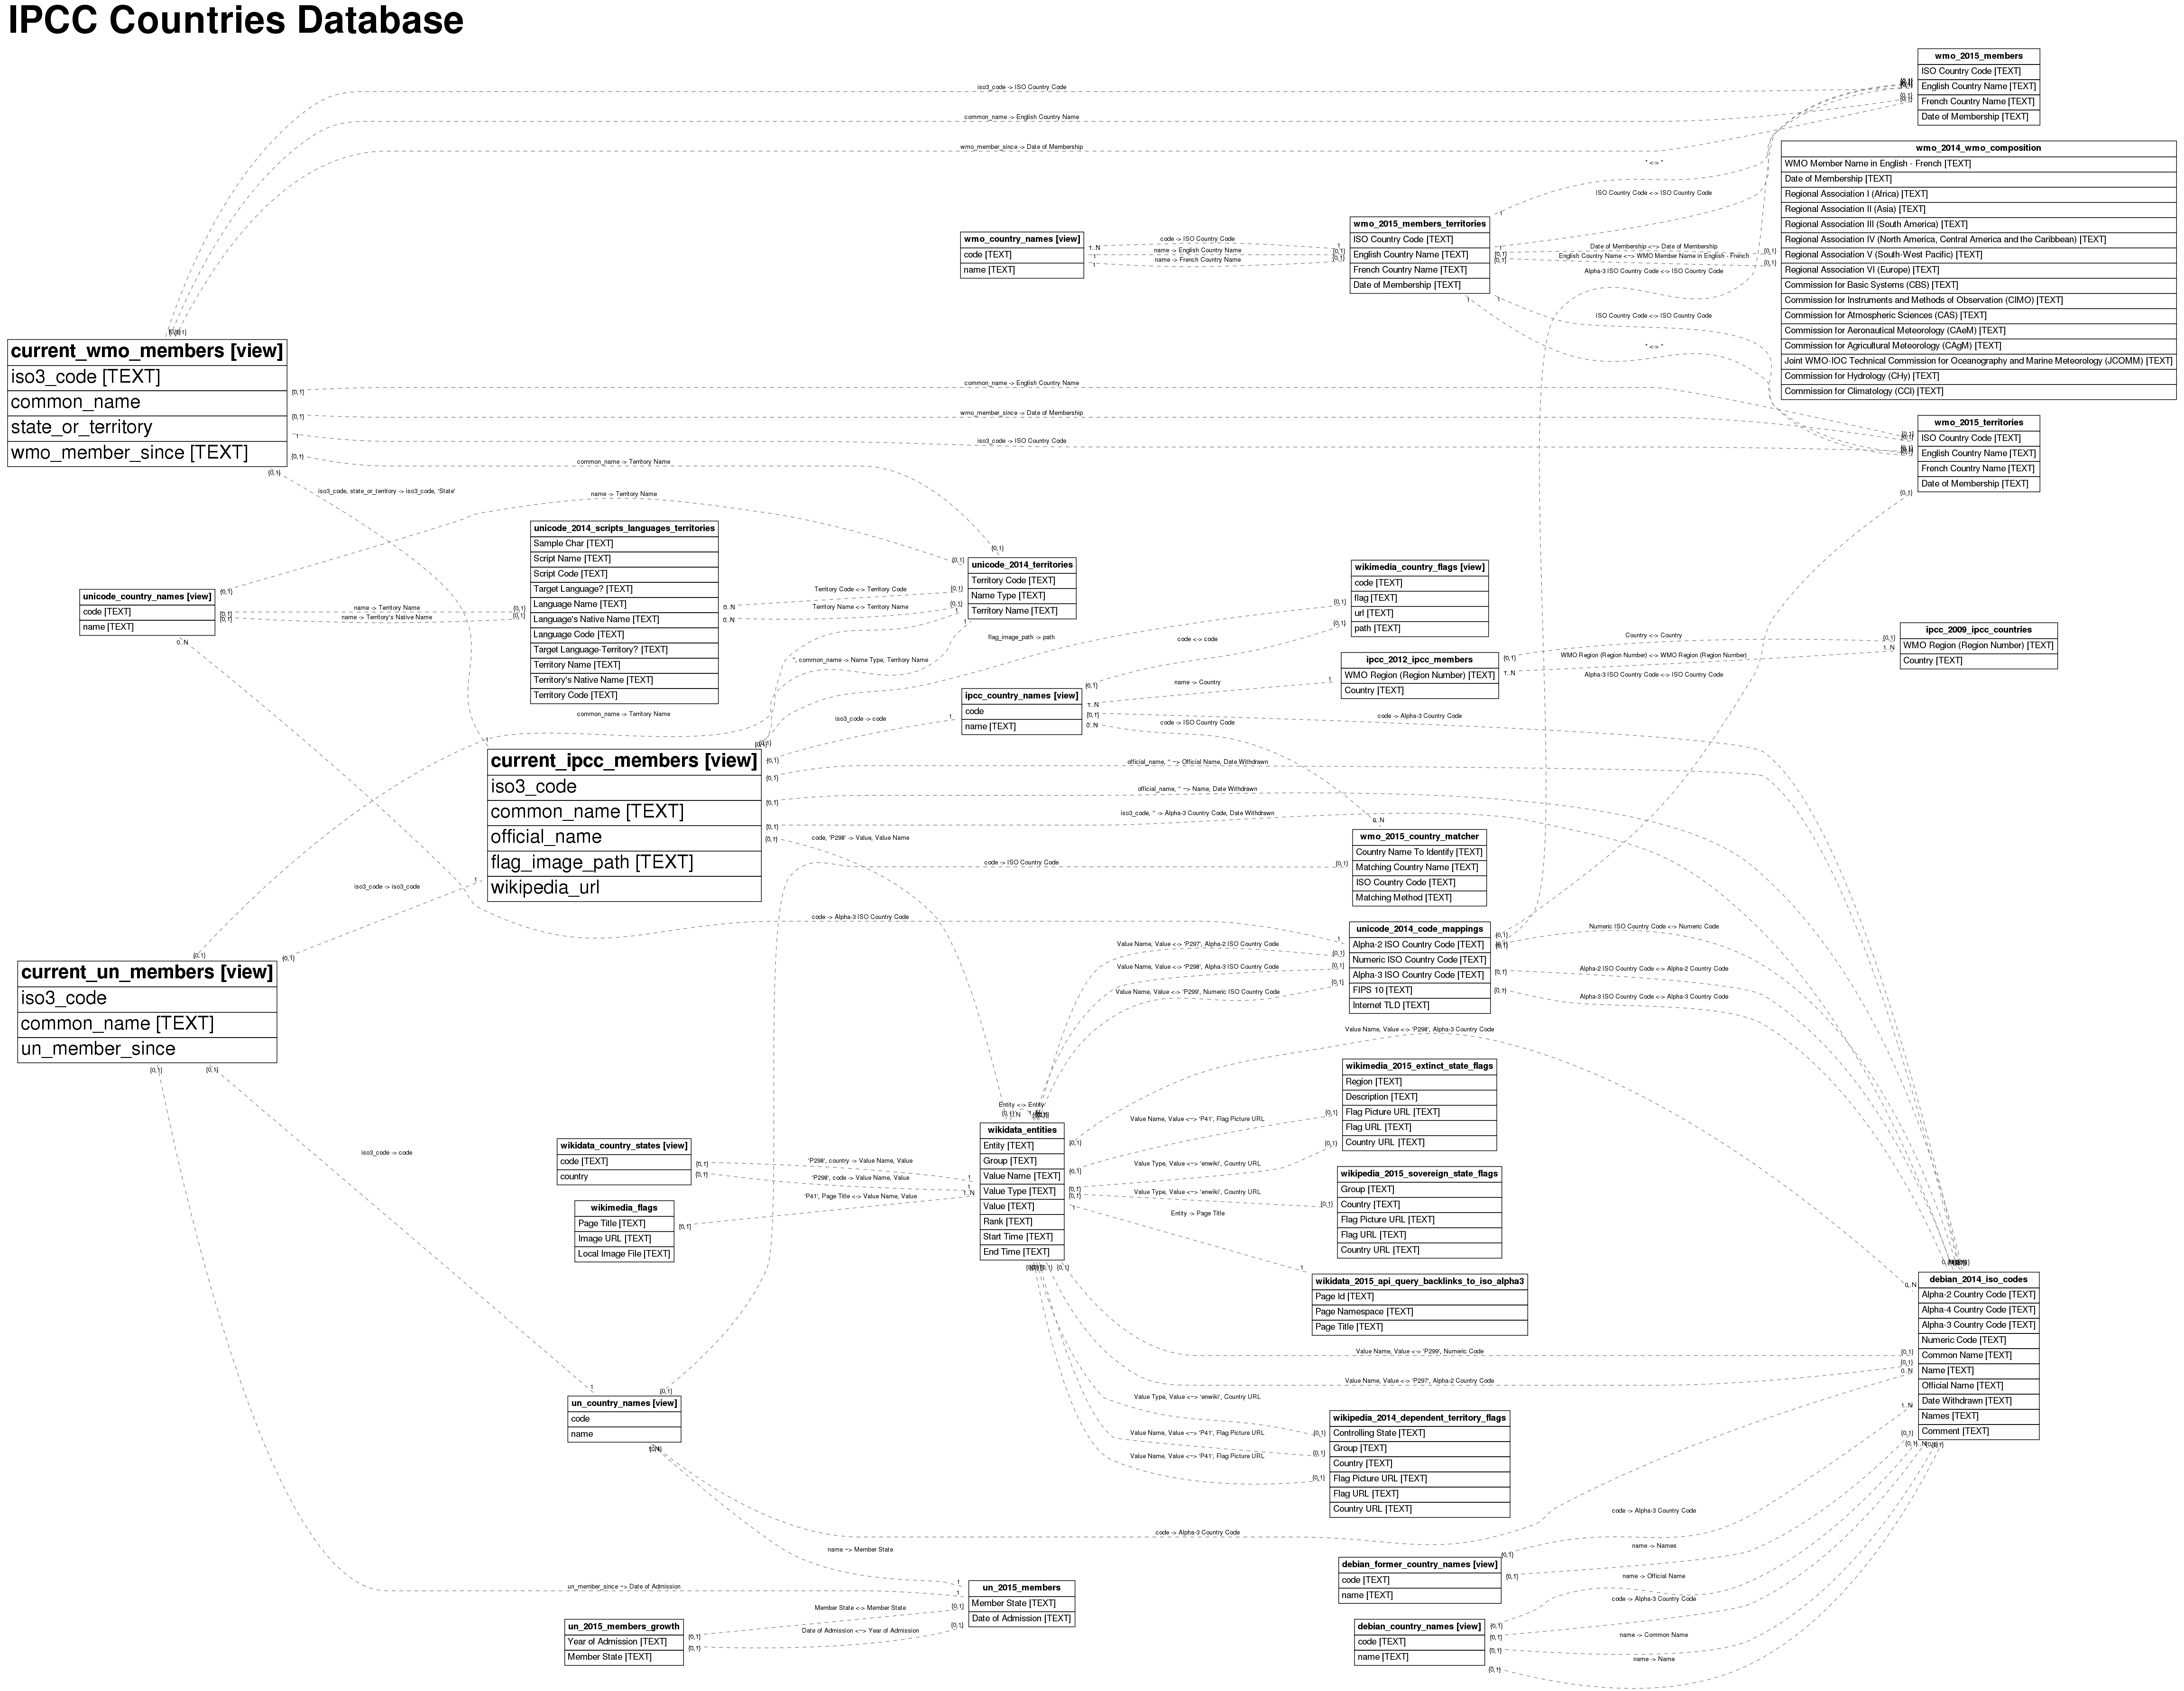 IPCC Countries Database
wmo_2015_members
ISO Country Code [TEXT]
English Country Name [TEXT]
French Country Name [TEXT]
Date of Membership [TEXT]
iso3_code -> ISO Country Code
common_name -> English Country Name
wmo_member_since -> Date of Membership
wmo_2014_wmo_composition
WMO Member Name in English - French [TEXT]
Date of Membership [TEXT]
Regional Association I (Africa) [TEXT]
Regional Association II (Asia) [TEXT]
Regional Association III (South America) [TEXT]
Regional Association IV (North America, Central America and the Caribbean) [TEXT]
Regional Association V (South-West Pacific) [TEXT]
Regional Association VI (Europe) [TEXT]
Commission for Basic Systems (CBS) [TEXT]
Commission for Instruments and Methods of Observation (CIMO) [TEXT]
Commission for Atmospheric Sciences (CAS) [TEXT]
Commission for Aeronautical Meteorology (CAeM) [TEXT]
Commission for Agricultural Meteorology (CAgM) [TEXT]
Joint WMO-IOC Technical Commission for Oceanography and Marine Meteorology (JCOMM) [TEXT]
Commission for Hydrology (CHy) [TEXT]
Commission for Climatology (CCl) [TEXT]
* <-> *
ISO Country Code <-> ISO Country Code
wmo_2015_members_territories
ISO Country Code [TEXT]
English Country Name [TEXT]
French Country Name [TEXT]
Date of Membership [TEXT]
Date of Membership <~> Date of Membership
English Country Name <~> WMO Member Name in English - French
Alpha-3 ISO Country Code <-> ISO Country Code
ISO Country Code <-> ISO Country Code
* <-> *
wmo_country_names [view]
code [TEXT]
name [TEXT]
code -> ISO Country Code
name -> English Country Name
name -> French Country Name
current_wmo_members [view]
iso3_code [TEXT]
common_name
state_or_territory
wmo_member_since [TEXT]
common_name -> English Country Name
wmo_member_since -> Date of Membership
iso3_code -> ISO Country Code
common_name -> Territory Name
iso3_code, state_or_territory -> iso3_code, 'State'
wmo_2015_territories
ISO Country Code [TEXT]
English Country Name [TEXT]
French Country Name [TEXT]
Date of Membership [TEXT]
name -> Territory Name
unicode_2014_scripts_languages_territories
Sample Char [TEXT]
Script Name [TEXT]
Script Code [TEXT]
Target Language? [TEXT]
Language Name [TEXT]
Language's Native Name [TEXT]
Language Code [TEXT]
Target Language-Territory? [TEXT]
Territory Name [TEXT]
Territory's Native Name [TEXT]
Territory Code [TEXT]
unicode_country_names [view]
code [TEXT]
name [TEXT]
name -> Territory Name
name -> Territory's Native Name
unicode_2014_territories
Territory Code [TEXT]
Name Type [TEXT]
Territory Name [TEXT]
Territory Code <-> Territory Code
Territory Name <-> Territory Name
'', common_name -> Name Type, Territory Name
common_name -> Territory Name
wikimedia_country_flags [view]
code [TEXT]
flag [TEXT]
url [TEXT]
path [TEXT]
flag_image_path -> path
code <-> code
ipcc_2012_ipcc_members
WMO Region (Region Number) [TEXT]
Country [TEXT]
Country <-> Country
WMO Region (Region Number) <-> WMO Region (Region Number)
Alpha-3 ISO Country Code <-> ISO Country Code
ipcc_2009_ipcc_countries
WMO Region (Region Number) [TEXT]
Country [TEXT]
ipcc_country_names [view]
code
name [TEXT]
name -> Country
iso3_code -> code
code -> Alpha-3 Country Code
code -> ISO Country Code
current_ipcc_members [view]
iso3_code
common_name [TEXT]
official_name
flag_image_path [TEXT]
wikipedia_url
official_name, '' ~> Official Name, Date Withdrawn
official_name, '' ~> Name, Date Withdrawn
iso3_code, '' -> Alpha-3 Country Code, Date Withdrawn
code, 'P298' -> Value, Value Name
wmo_2015_country_matcher
Country Name To Identify [TEXT]
Matching Country Name [TEXT]
ISO Country Code [TEXT]
Matching Method [TEXT]
code -> ISO Country Code
iso3_code -> iso3_code
code -> Alpha-3 ISO Country Code
unicode_2014_code_mappings
Alpha-2 ISO Country Code [TEXT]
Numeric ISO Country Code [TEXT]
Alpha-3 ISO Country Code [TEXT]
FIPS 10 [TEXT]
Internet TLD [TEXT]
Numeric ISO Country Code <-> Numeric Code
Alpha-2 ISO Country Code <-> Alpha-2 Country Code
Alpha-3 ISO Country Code <-> Alpha-3 Country Code
Value Name, Value <-> 'P297', Alpha-2 ISO Country Code
Value Name, Value <-> 'P298', Alpha-3 ISO Country Code
Value Name, Value <-> 'P299', Numeric ISO Country Code
current_un_members [view]
iso3_code
common_name [TEXT]
un_member_since
Value Name, Value <-> 'P298', Alpha-3 Country Code
wikimedia_2015_extinct_state_flags
Region [TEXT]
Description [TEXT]
Flag Picture URL [TEXT]
Flag URL [TEXT]
Country URL [TEXT]
Entity <-> Entity
wikidata_entities
Entity [TEXT]
Group [TEXT]
Value Name [TEXT]
Value Type [TEXT]
Value [TEXT]
Rank [TEXT]
Start Time [TEXT]
End Time [TEXT]
Value Name, Value <~> 'P41', Flag Picture URL
Value Type, Value <~> 'enwiki', Country URL
Value Type, Value <~> 'enwiki', Country URL
Entity -> Page Title
wikidata_country_states [view]
code [TEXT]
country
'P298', country -> Value Name, Value
'P298', code -> Value Name, Value
'P41', Page Title <-> Value Name, Value
iso3_code -> code
wikimedia_flags
Page Title [TEXT]
Image URL [TEXT]
Local Image File [TEXT]
wikipedia_2015_sovereign_state_flags
Group [TEXT]
Country [TEXT]
Flag Picture URL [TEXT]
Flag URL [TEXT]
Country URL [TEXT]
wikidata_2015_api_query_backlinks_to_iso_alpha3
Page Id [TEXT]
Page Namespace [TEXT]
Page Title [TEXT]
debian_2014_iso_codes
Alpha-2 Country Code [TEXT]
Alpha-4 Country Code [TEXT]
Alpha-3 Country Code [TEXT]
Numeric Code [TEXT]
Common Name [TEXT]
Name [TEXT]
Official Name [TEXT]
Date Withdrawn [TEXT]
Names [TEXT]
Comment [TEXT]
Value Name, Value <-> 'P299', Numeric Code
Value Name, Value <-> 'P297', Alpha-2 Country Code
Value Type, Value <~> 'enwiki', Country URL
Value Name, Value <~> 'P41', Flag Picture URL
Value Name, Value <~> 'P41', Flag Picture URL
un_country_names [view]
code
name
wikipedia_2014_dependent_territory_flags
Controlling State [TEXT]
Group [TEXT]
Country [TEXT]
Flag Picture URL [TEXT]
Flag URL [TEXT]
Country URL [TEXT]
code -> Alpha-3 Country Code
code -> Alpha-3 Country Code
name ~> Member State
name -> Names
debian_former_country_names [view]
code [TEXT]
name [TEXT]
name -> Official Name
code -> Alpha-3 Country Code
un_member_since ~> Date of Admission
un_2015_members
Member State [TEXT]
Date of Admission [TEXT]
Member State <-> Member State
Date of Admission <~> Year of Admission
un_2015_members_growth
Year of Admission [TEXT]
Member State [TEXT]
debian_country_names [view]
code [TEXT]
name [TEXT]
name -> Common Name
name -> Name